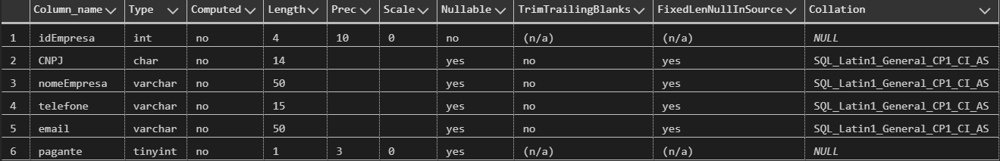 Column_name Type Computed Length Prec Scale Nullable TrimTrailingBlanks FixedLenNullInSource Collation
1 idEmpresa int no 4 10 0 no (n/a) (n/a) NULL
2 CNPJ char no 14 yes no yes SQL_Latin1_General_CP1_CI_AS
3 nomeEmpresa varchar no 50 yes no yes SQL_Latin1_General_CP1_CI_AS
4 telefone varchar no 15 yes no yes SQL_Latin1_General_CP1_CI_AS
5 email varchar no 50 yes no yes SQL_Latin1_General_CP1_CI_AS
6 pagante tinyint no 1 3 0 yes (n/a) (n/a) NULL